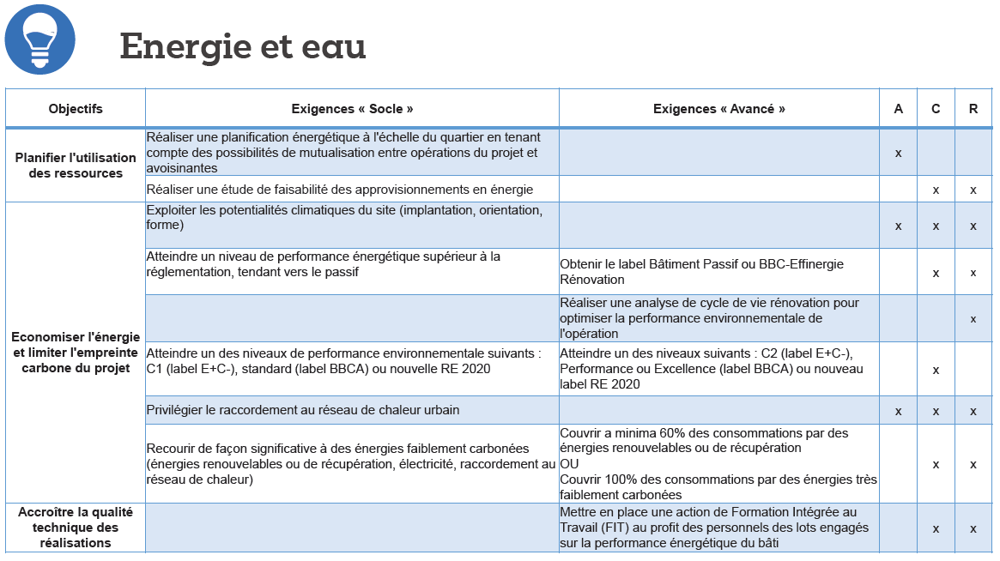 Energie et eau
Objectifs
Exigences « Socle »
Exigences « Avancé »
A
C
R
Planifier l'utilisation
des ressources
Réaliser une planification énergétique à l'échelle du quartier en tenant
compte des possibilités de mutualisation entre opérations du projet et
avoisinantes
x
Réaliser une étude de faisabilité des approvisionnements en énergie
x
x
Economiser l'énergie
et limiter l'empreinte
carbone du projet
Exploiter les potentialités climatiques du site (implantation, orientation,
forme)
x
x
x
Atteindre un niveau de performance énergétique supérieur à la
réglementation, tendant vers le passif
Obtenir le label Bâtiment Passif ou BBC-Effinergie
Rénovation
x
x
Réaliser une analyse de cycle de vie rénovation pour
optimiser la performance environnementale de
l'opération
x
Atteindre un des niveaux de performance environnementale suivants :
C1 (label E+C-), standard (label BBCA) ou nouvelle RE 2020
Atteindre un des niveaux suivants : C2 (label E+C-),
Performance ou Excellence (label BBCA) ou nouveau
label RE 2020
x
Privilégier le raccordement au réseau de chaleur urbain
x
x
x
Recourir de façon significative à des énergies faiblement carbonées
(énergies renouvelables ou de récupération, électricité, raccordement au
réseau de chaleur)
Couvrir a minima 60% des consommations par des
énergies renouvelables ou de récupération
OU
Couvrir 100% des consommations par des énergies très
faiblement carbonées
x
x
Accroître la qualité
technique des
réalisations
Mettre en place une action de Formation Intégrée au
Travail (FIT) au profit des personnels des lots engagés
sur la performance énergétique du bâti
x
x